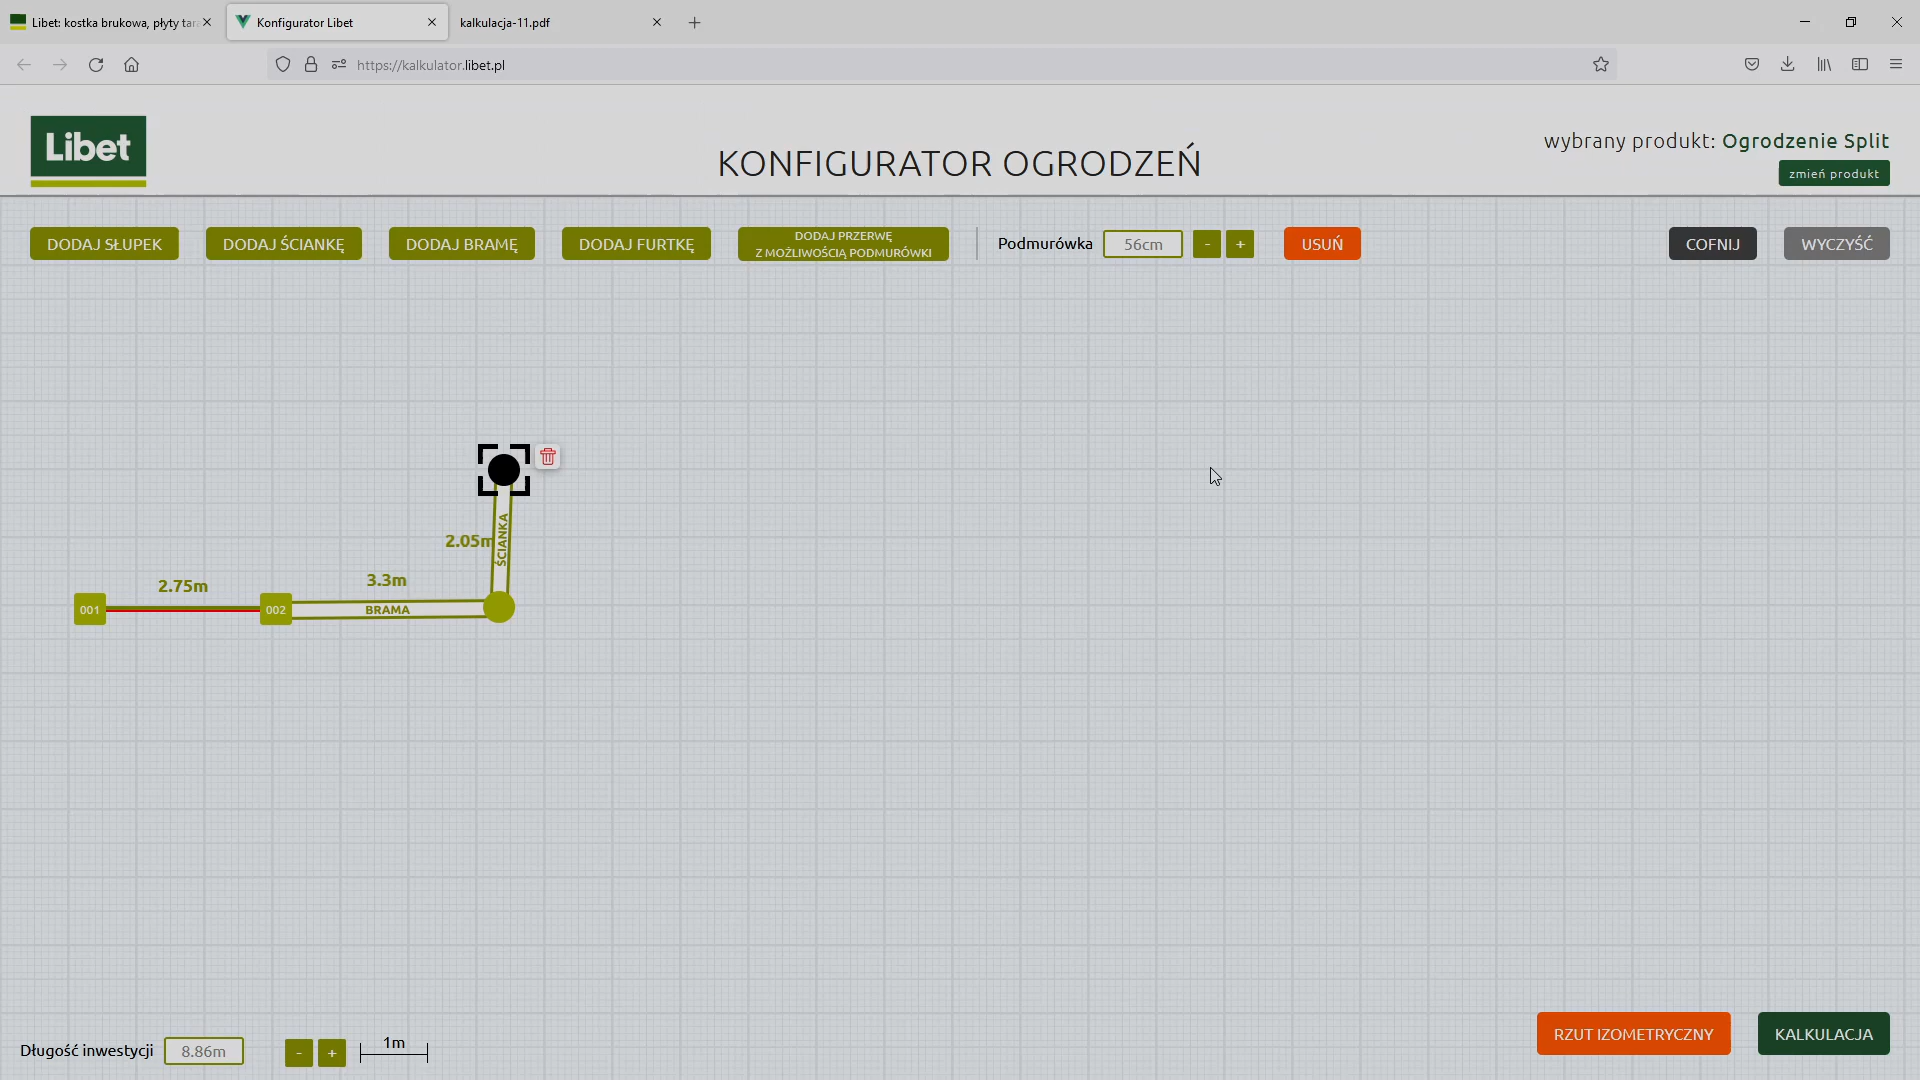 Libet: kostka brukowa, płyty tara
Konfigurator Libet
kalkulacja-11.pdf
https://kalkulator.libet.pl
Libet
KONFIGURATOR OGRODZEŃ
wybrany produkt: Ogrodzenie Split
zmień produkt
DODAJ SŁUPEK
DODAJ ŚCIANKĘ
DODAJ BRAMĘ
DODAJ FURTKĘ
DODAJ PRZERWĘ
Z MOŻLIWOŚCIĄ PODMURÓWKI
Podmurówka
56cm
-
+
USUŃ
COFNIJ
WYCZYŚĆ
2.05m
ŚCIANKA
2.75m
3.3m
001
002
BRAMA
RZUT IZOMETRYCZNY
KALKULACJA
Długość inwestycji
8.86m
-
+
1m